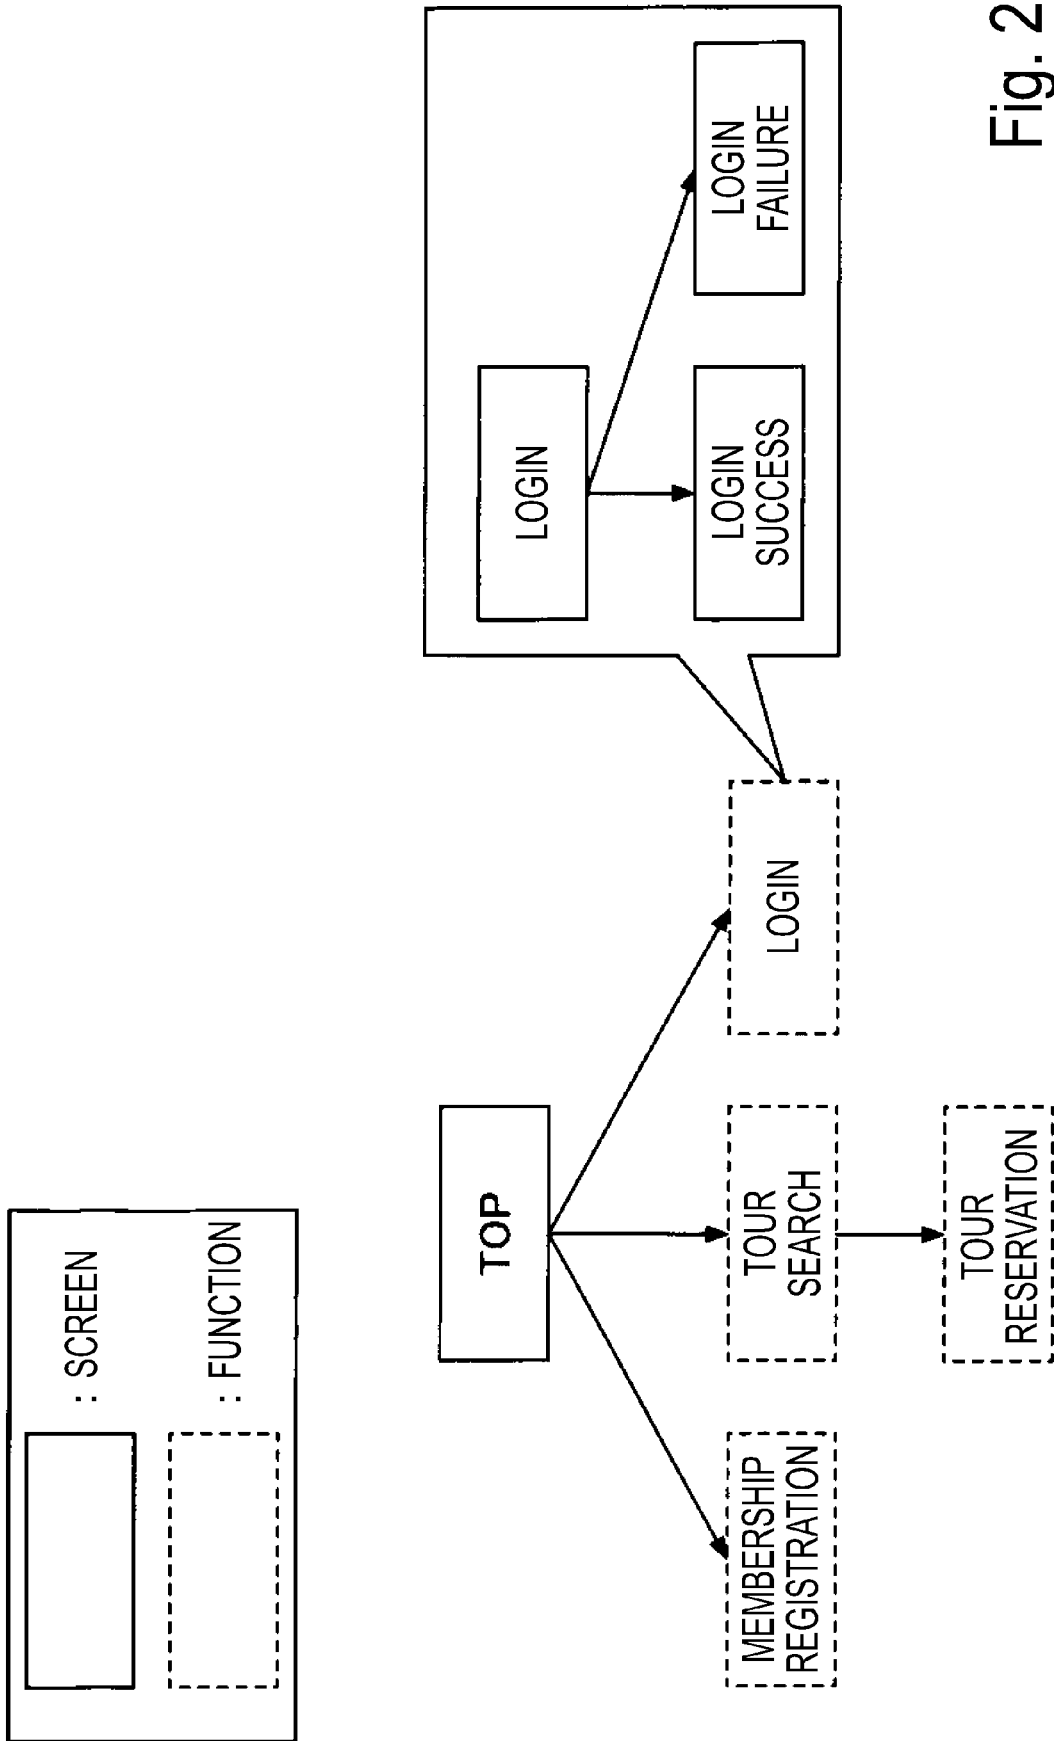 : SCREEN
: FUNCTION
TOP
MEMBERSHIP
REGISTRATION
TOUR
SEARCH
LOGIN
TOUR
RESERVATION
LOGIN
LOGIN
SUCCESS
LOGIN
FAILURE
Fig. 2